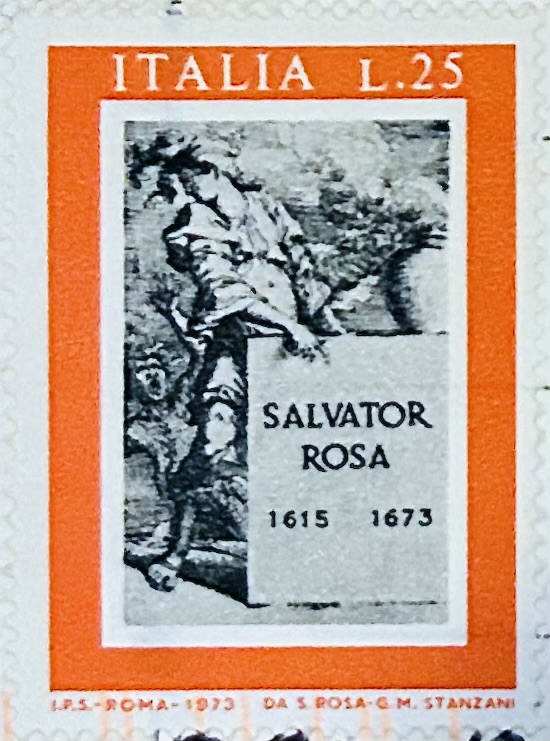 ITALIA L.25
SALVATOR
ROSA
1615 1673
I.P.S.-ROMA-1973 DA S. ROSA-G. M. STANZANI